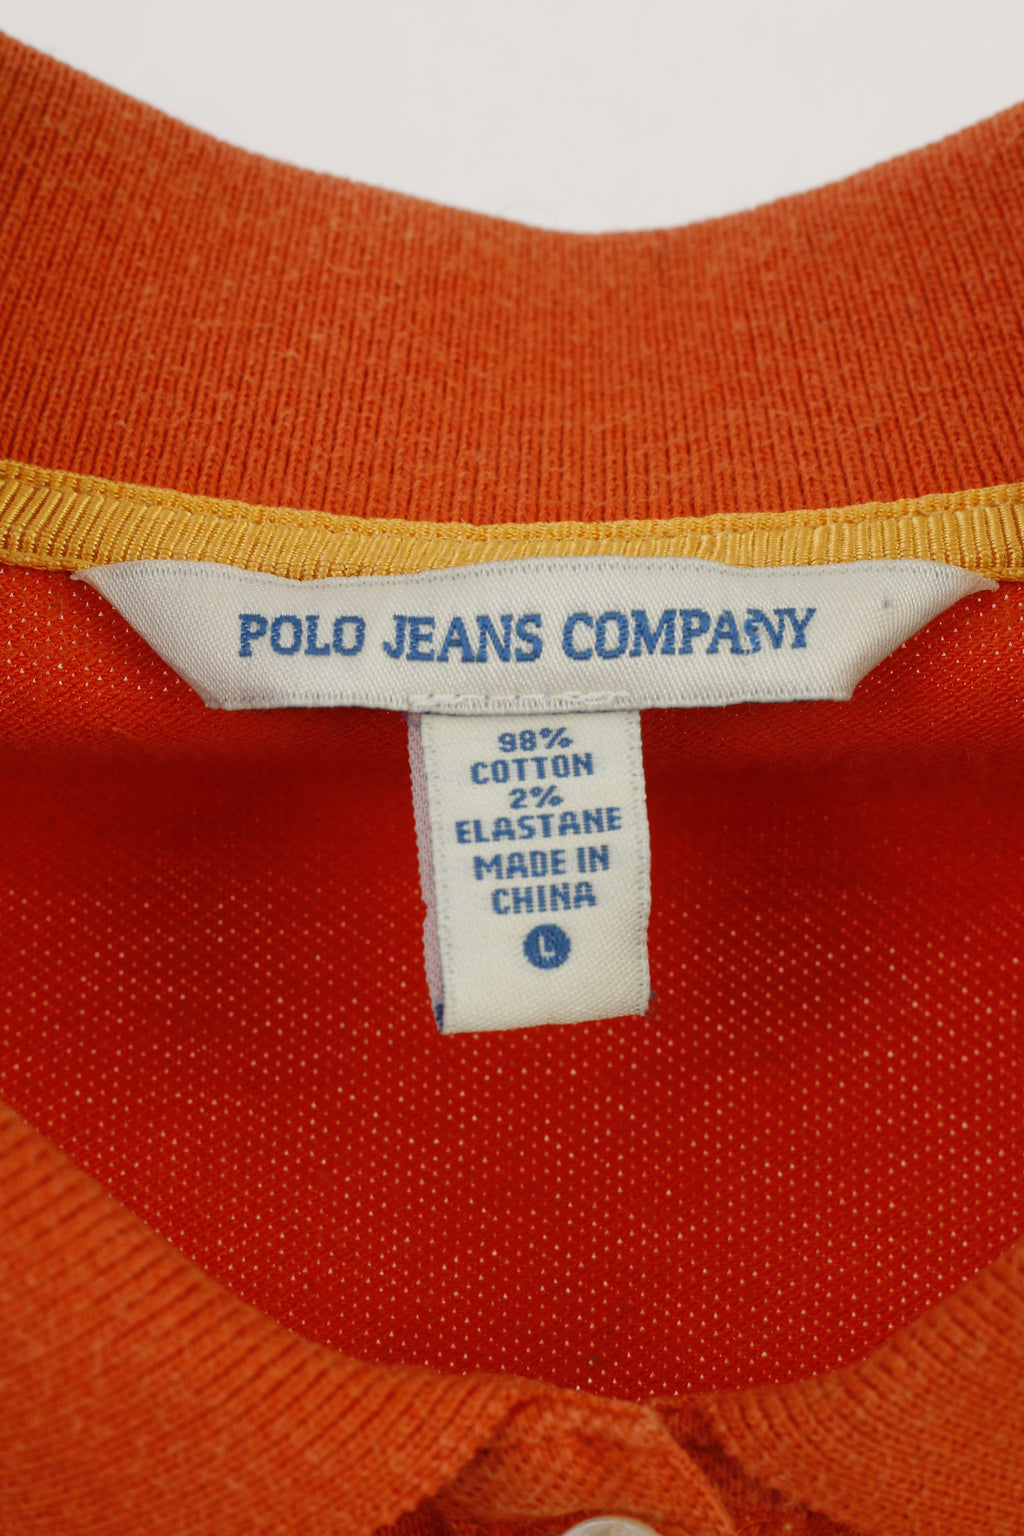 POLO JEANS COMPANY
98%
COTTON
2%
ELASTANE
MADE IN
CHINA
L